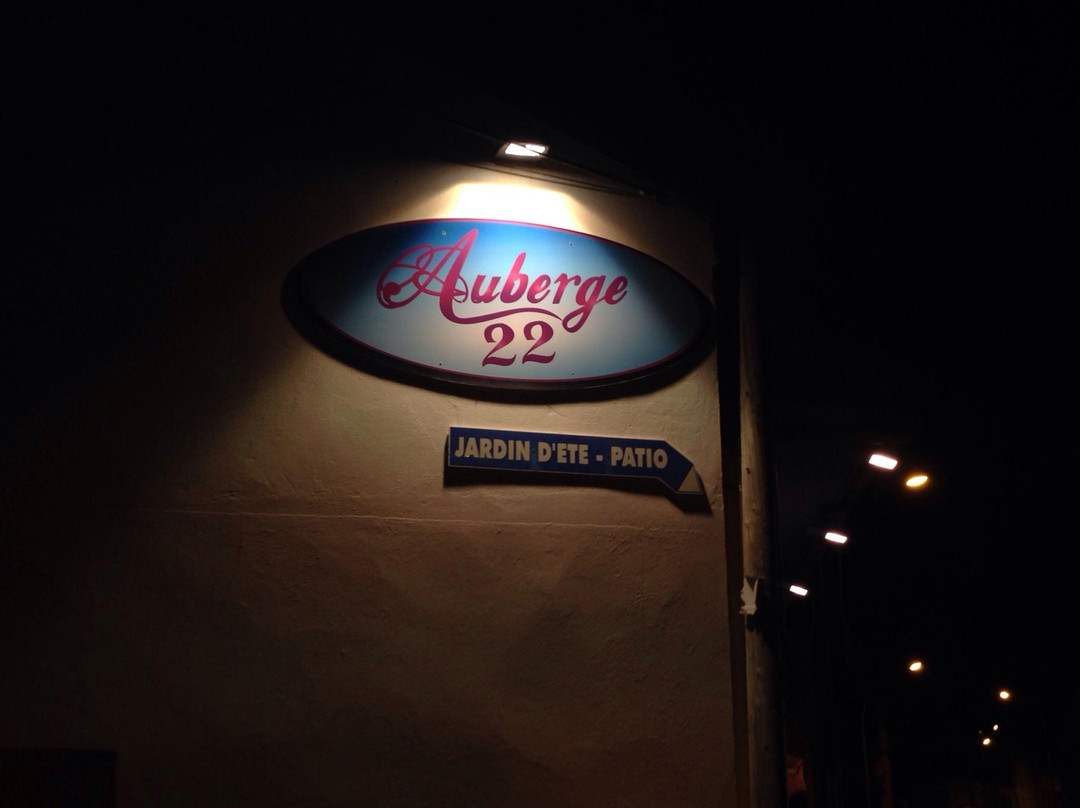 Auberge
22
JARDIN D'ETE - PATIO